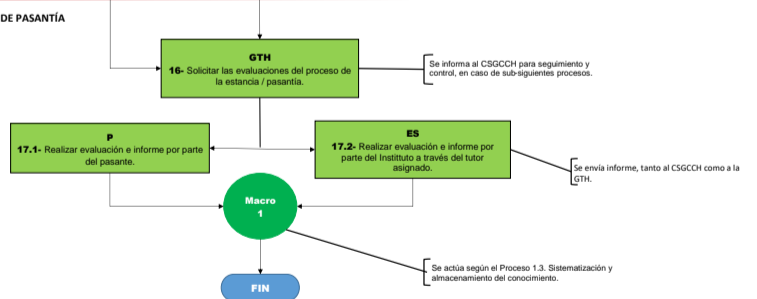 DE PASANTÍA
GTH
16- Solicitar las evaluaciones del proceso de
la estancia / pasantía.
Se informa al CSGCCH para seguimiento y
control, en caso de sub-siguientes procesos.
P
17.1- Realizar evaluación e informe por parte
del pasante.
ES
17.2- Realizar evaluación e informe por
parte del Instituto a través del tutor
asignado.
Se envía informe, tanto al CSGCCH como a la
GTH.
Macro
1
Se actúa según el Proceso 1.3. Sistematización y
almacenamiento del conocimiento.
FIN